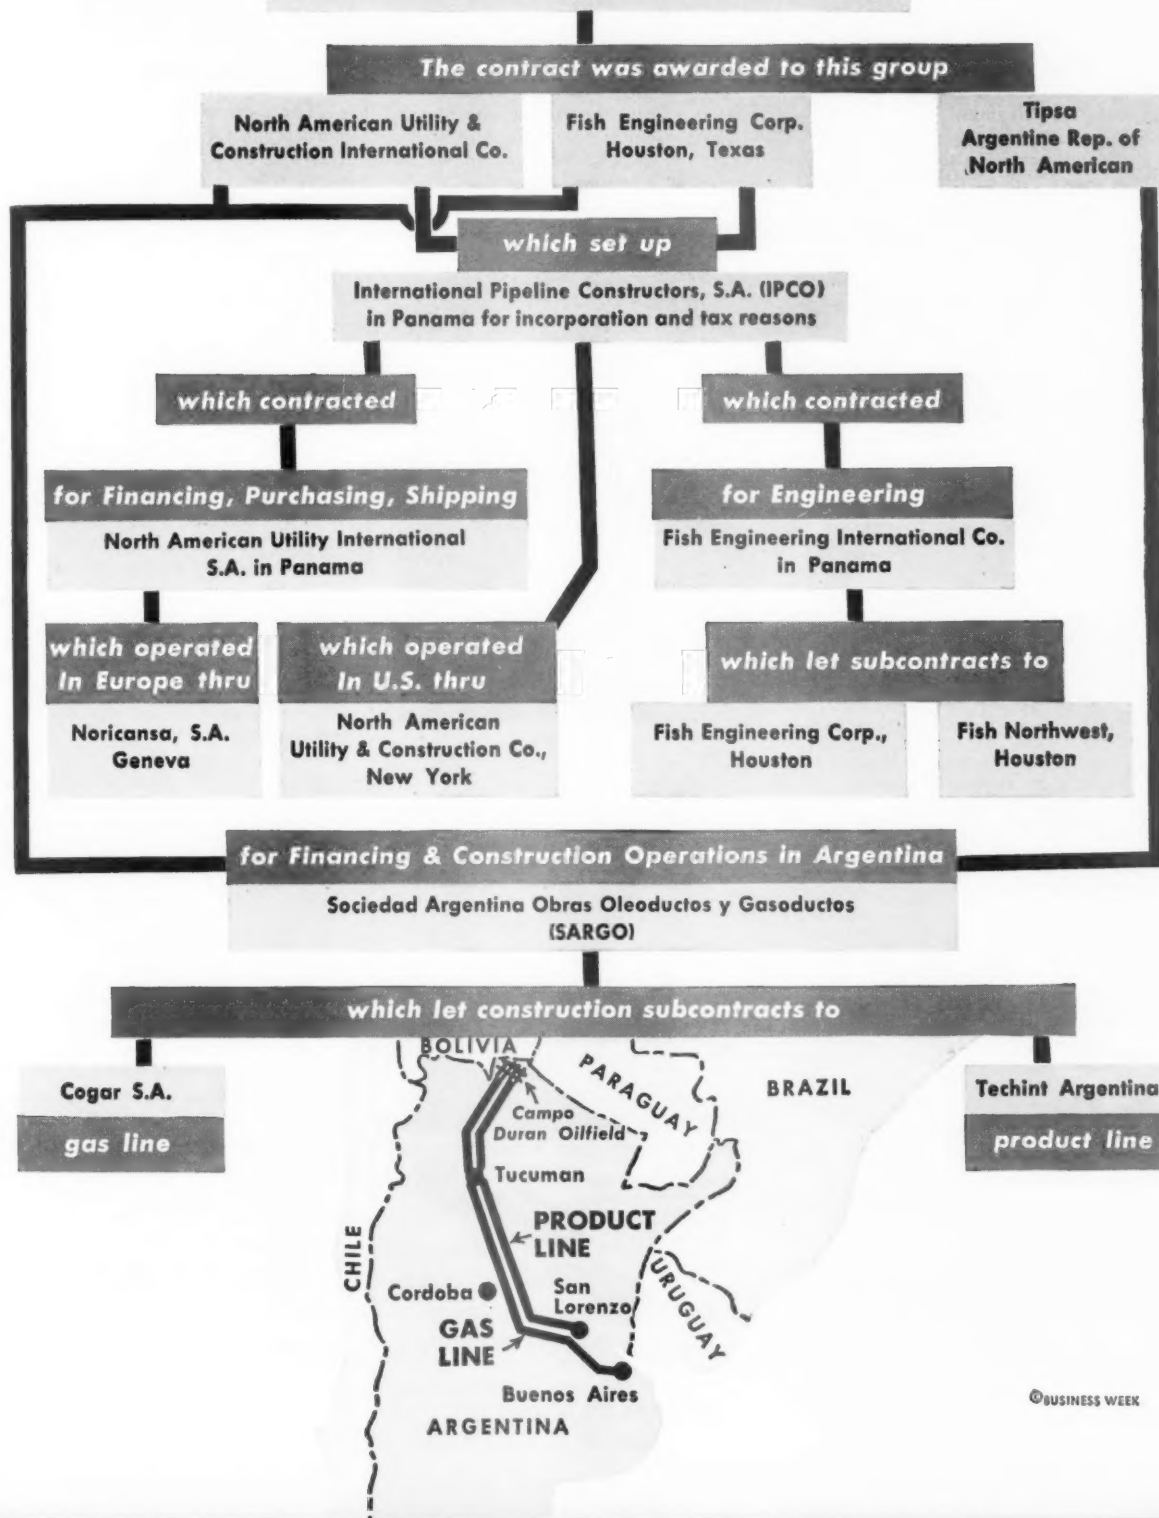 The contract was awarded to this group
North American Utility &
Construction International Co.
Fish Engineering Corp.
Houston, Texas
Tipsa
Argentine Rep. of
North American
which set up
International Pipeline Constructors, S.A. (IPCO)
in Panama for incorporation and tax reasons
which contracted
which contracted
for Financing, Purchasing, Shipping
North American Utility International
S.A. in Panama
for Engineering
Fish Engineering International Co.
in Panama
which operated
In Europe thru
Noricansa, S.A.
Geneva
which operated
In U.S. thru
North American
Utility & Construction Co.,
New York
which let subcontracts to
Fish Engineering Corp.,
Houston
Fish Northwest,
Houston
for Financing & Construction Operations in Argentina
Sociedad Argentina Obras Oleoductos y Gasoductos
(SARGO)
which let construction subcontracts to
Cogar S.A.
gas line
Techint Argentina
product line
BOLIVIA
PARAGUAY
BRAZIL
Campo
Duran Oilfield
Tucuman
PRODUCT
LINE
CHILE
Cordoba
San
Lorenzo
URUGUAY
GAS
LINE
Buenos Aires
ARGENTINA
©BUSINESS WEEK